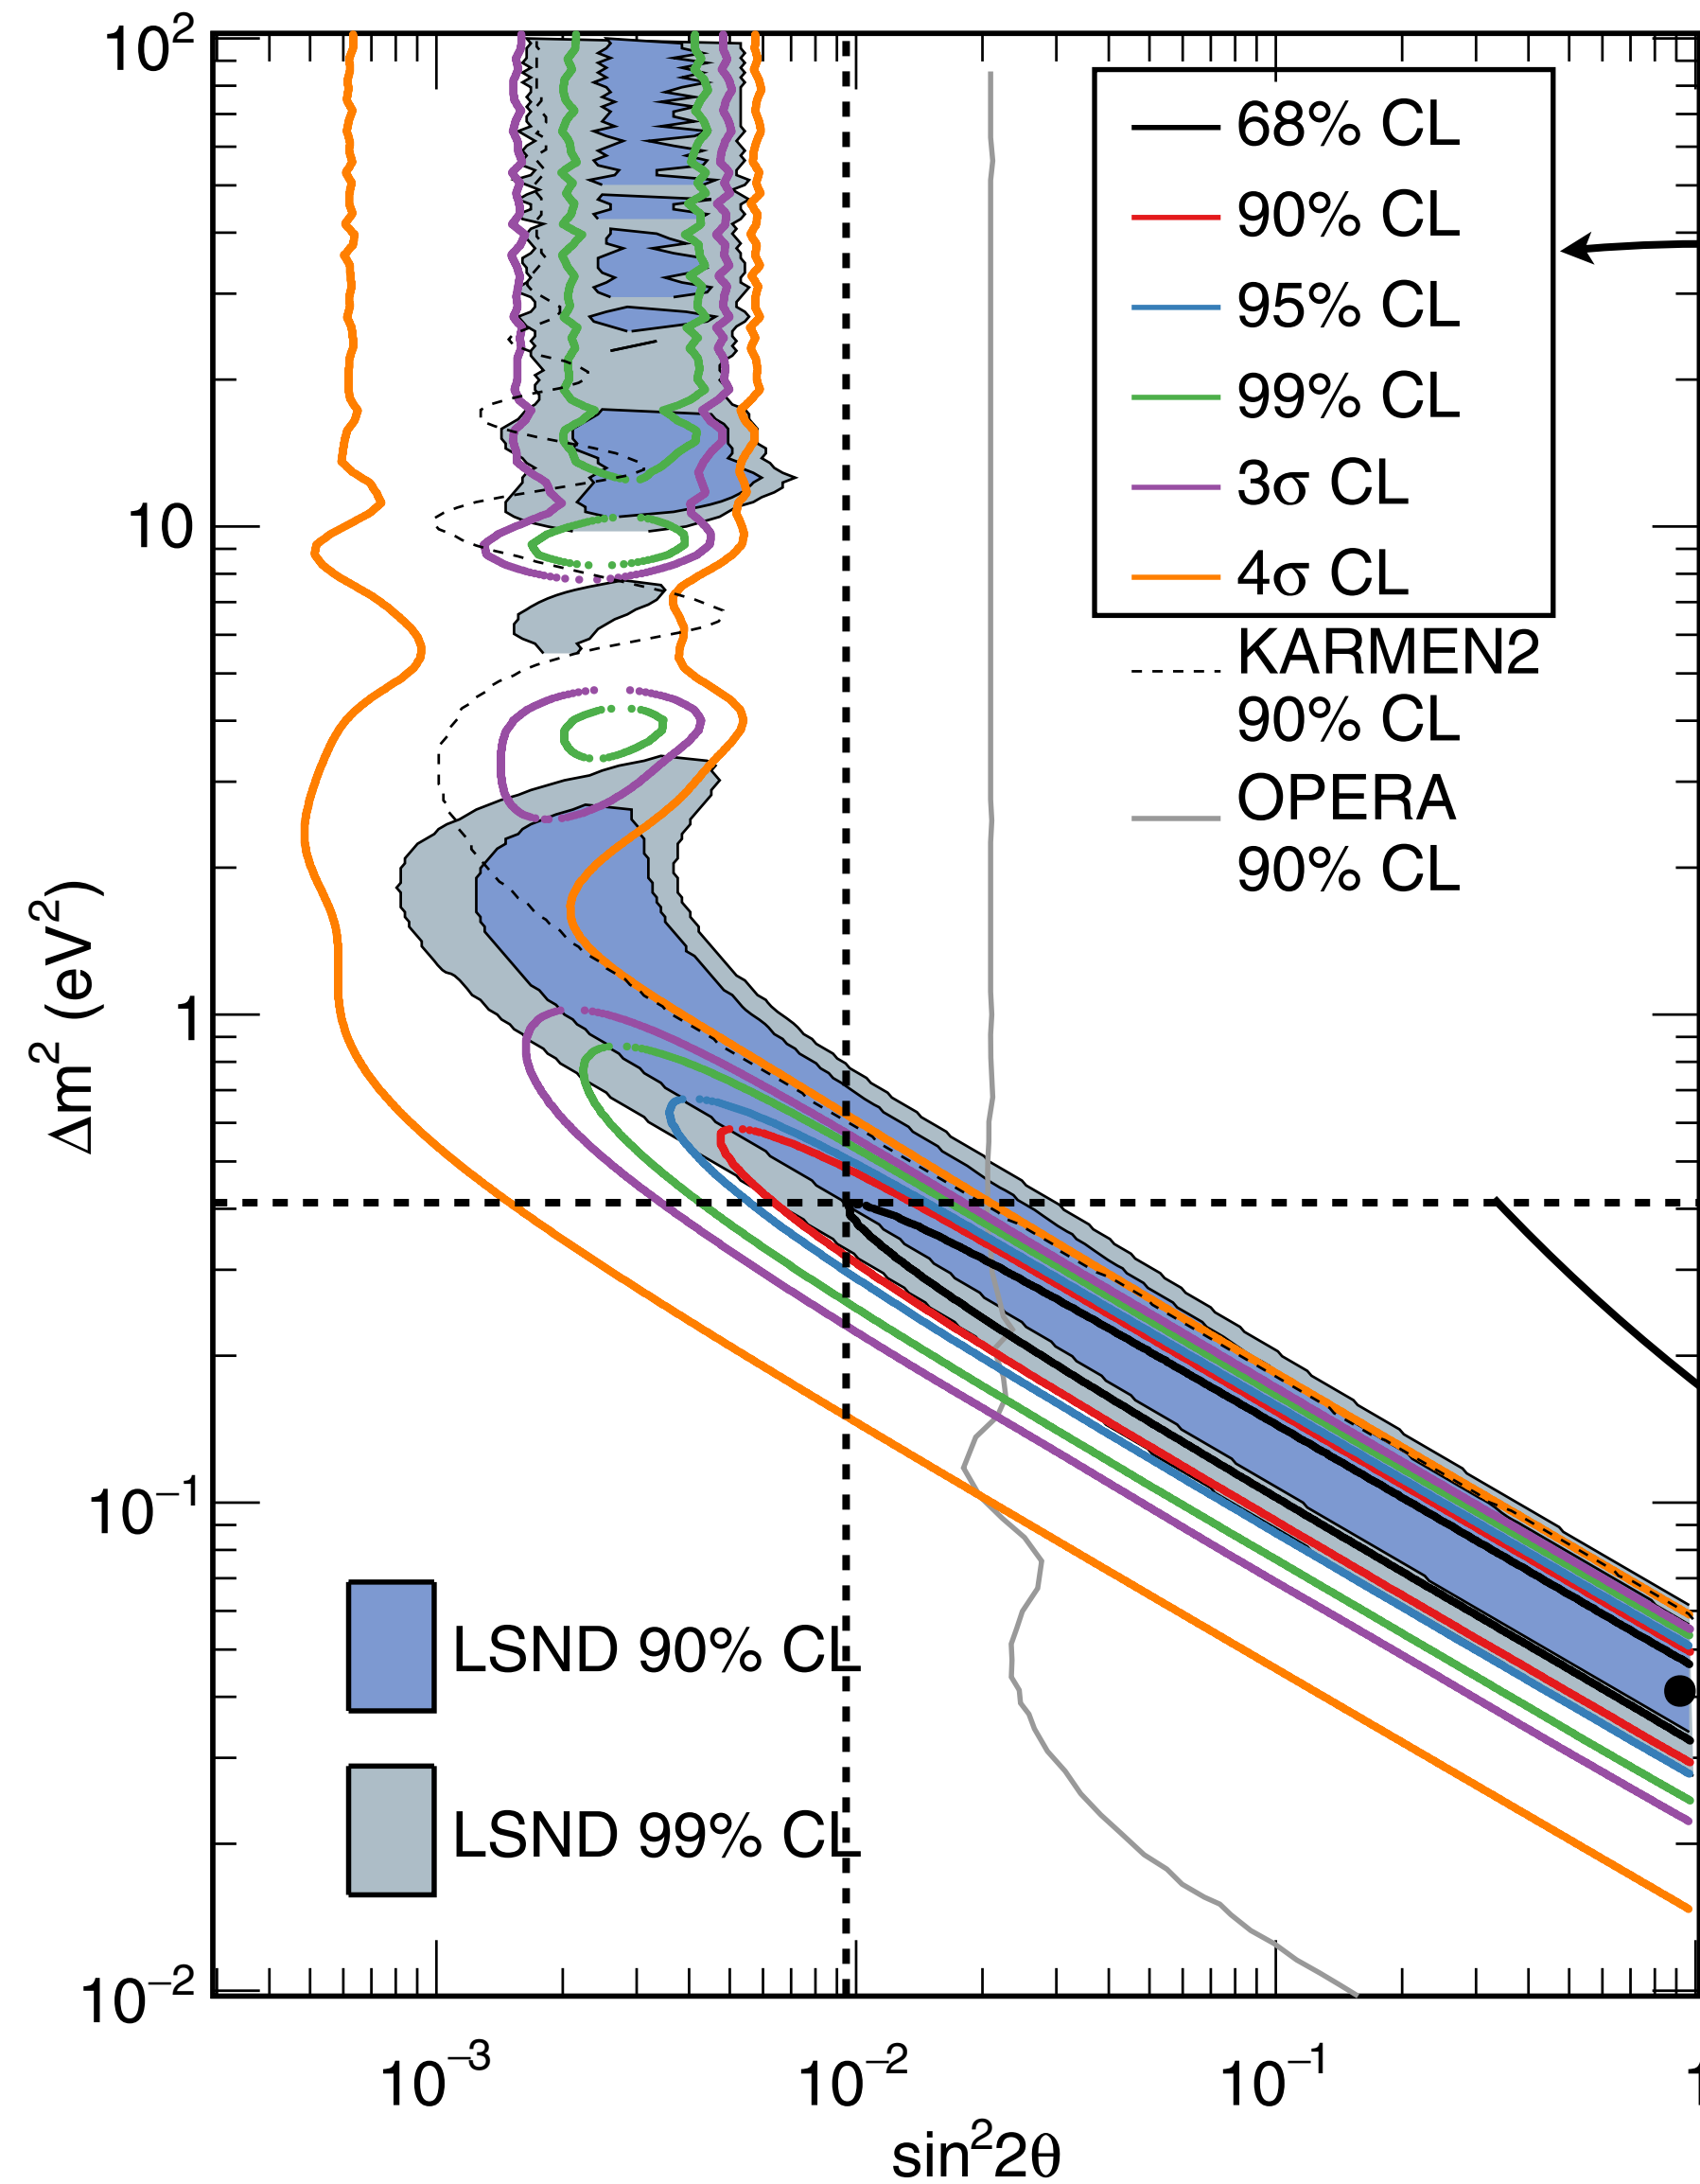 10²
10
1
10⁻¹
10⁻²
Δm² (eV²)
68% CL
90% CL
95% CL
99% CL
3σ CL
4σ CL
KARMEN2
90% CL
OPERA
90% CL
LSND 90% CL
LSND 99% CL
10⁻³
10⁻²
10⁻¹
1
sin²2θ